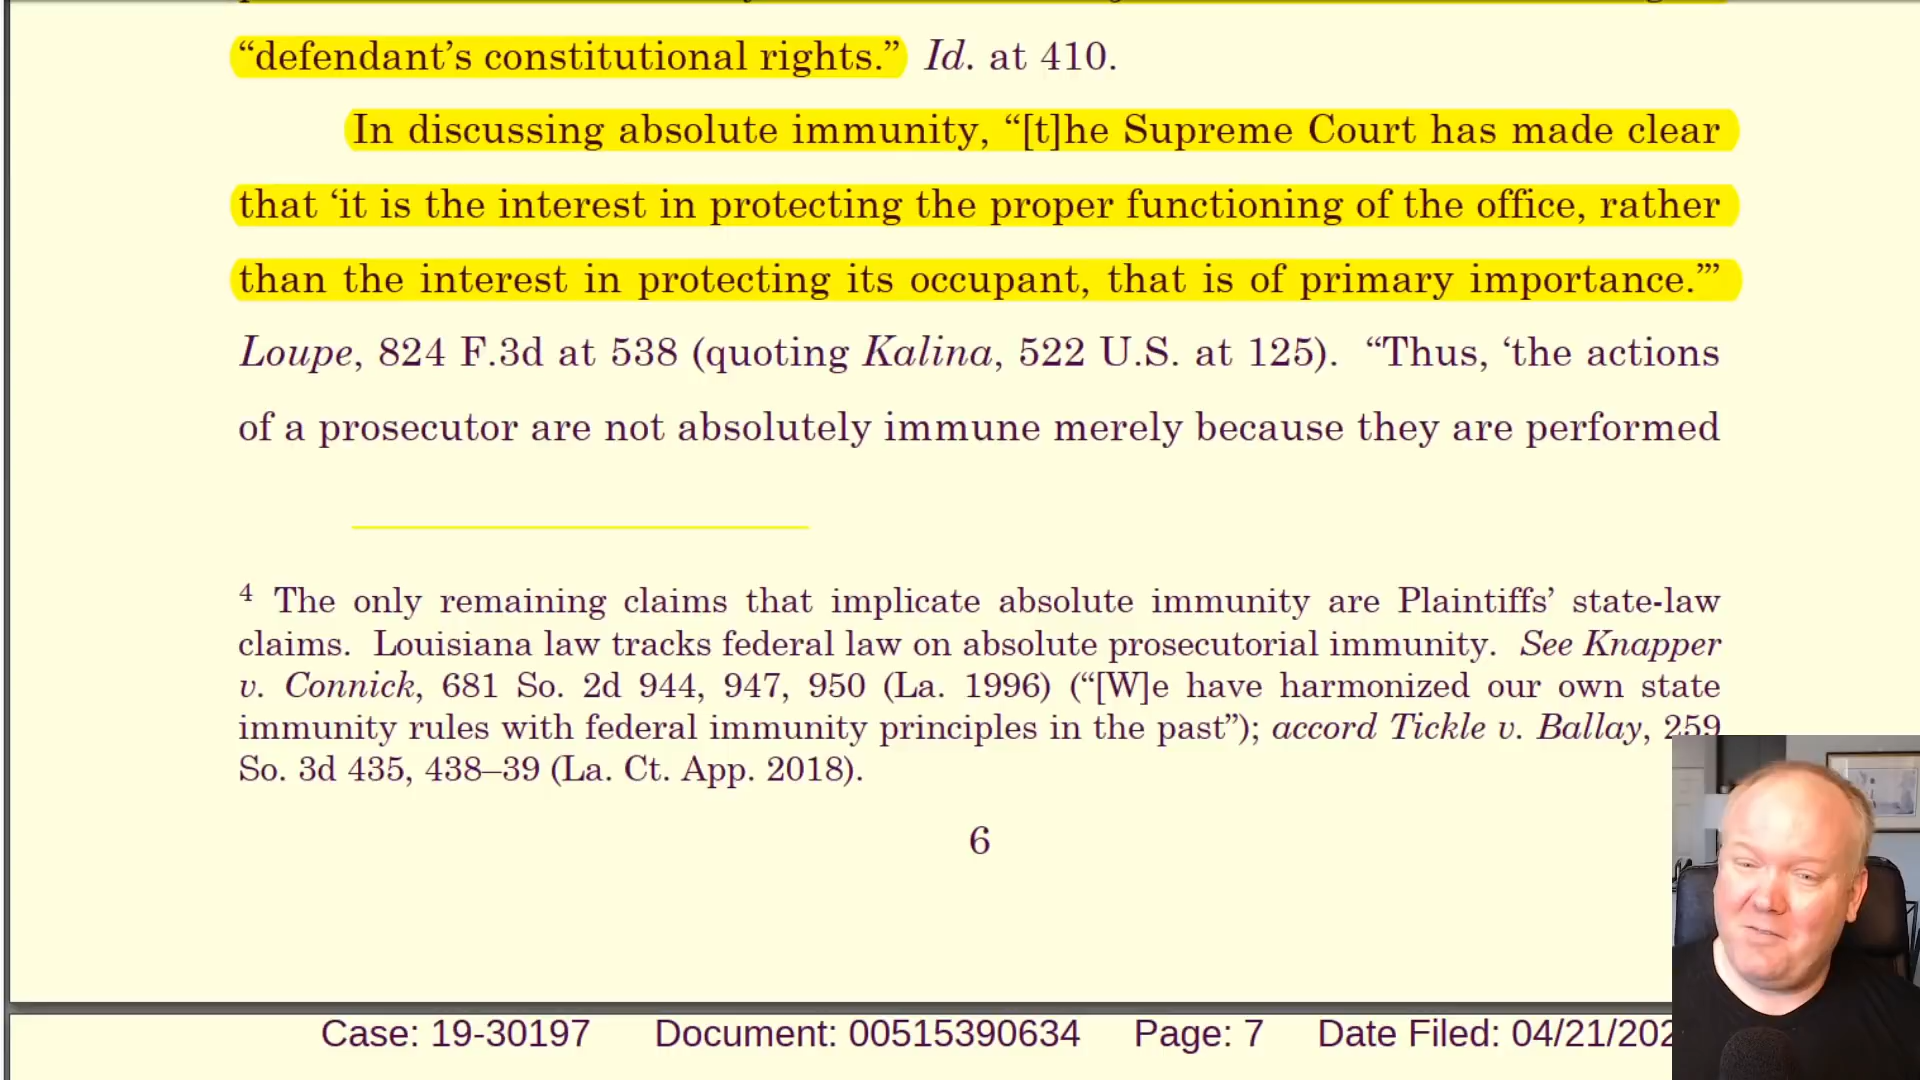 “defendant’s constitutional rights.” Id. at 410.
In discussing absolute immunity, “[t]he Supreme Court has made clear
that ‘it is the interest in protecting the proper functioning of the office, rather
than the interest in protecting its occupant, that is of primary importance.’”
Loupe, 824 F.3d at 538 (quoting Kalina, 522 U.S. at 125). “Thus, ‘the actions
of a prosecutor are not absolutely immune merely because they are performed
4 The only remaining claims that implicate absolute immunity are Plaintiffs’ state-law
claims. Louisiana law tracks federal law on absolute prosecutorial immunity. See Knapper
v. Connick, 681 So. 2d 944, 947, 950 (La. 1996) (“[W]e have harmonized our own state
immunity rules with federal immunity principles in the past”); accord Tickle v. Ballay, 259
So. 3d 435, 438–39 (La. Ct. App. 2018).
6
Case: 19-30197 Document: 00515390634 Page: 7 Date Filed: 04/21/202